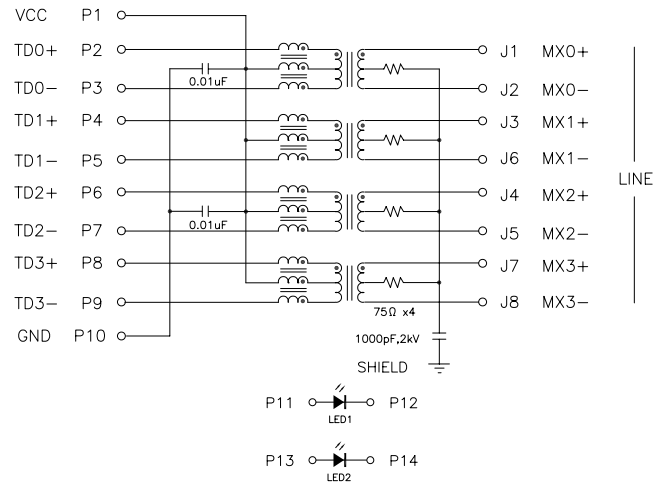 VCC P1
TD0+ P2 J1 MX0+
0.01uF
TD0− P3 J2 MX0−
TD1+ P4 J3 MX1+
TD1− P5 J6 MX1−
LINE
TD2+ P6 J4 MX2+
0.01uF
TD2− P7 J5 MX2−
TD3+ P8 J7 MX3+
TD3− P9 J8 MX3−
75Ω x4
GND P10
1000pF,2kV
SHIELD
P11 P12
LED1
P13 P14
LED2